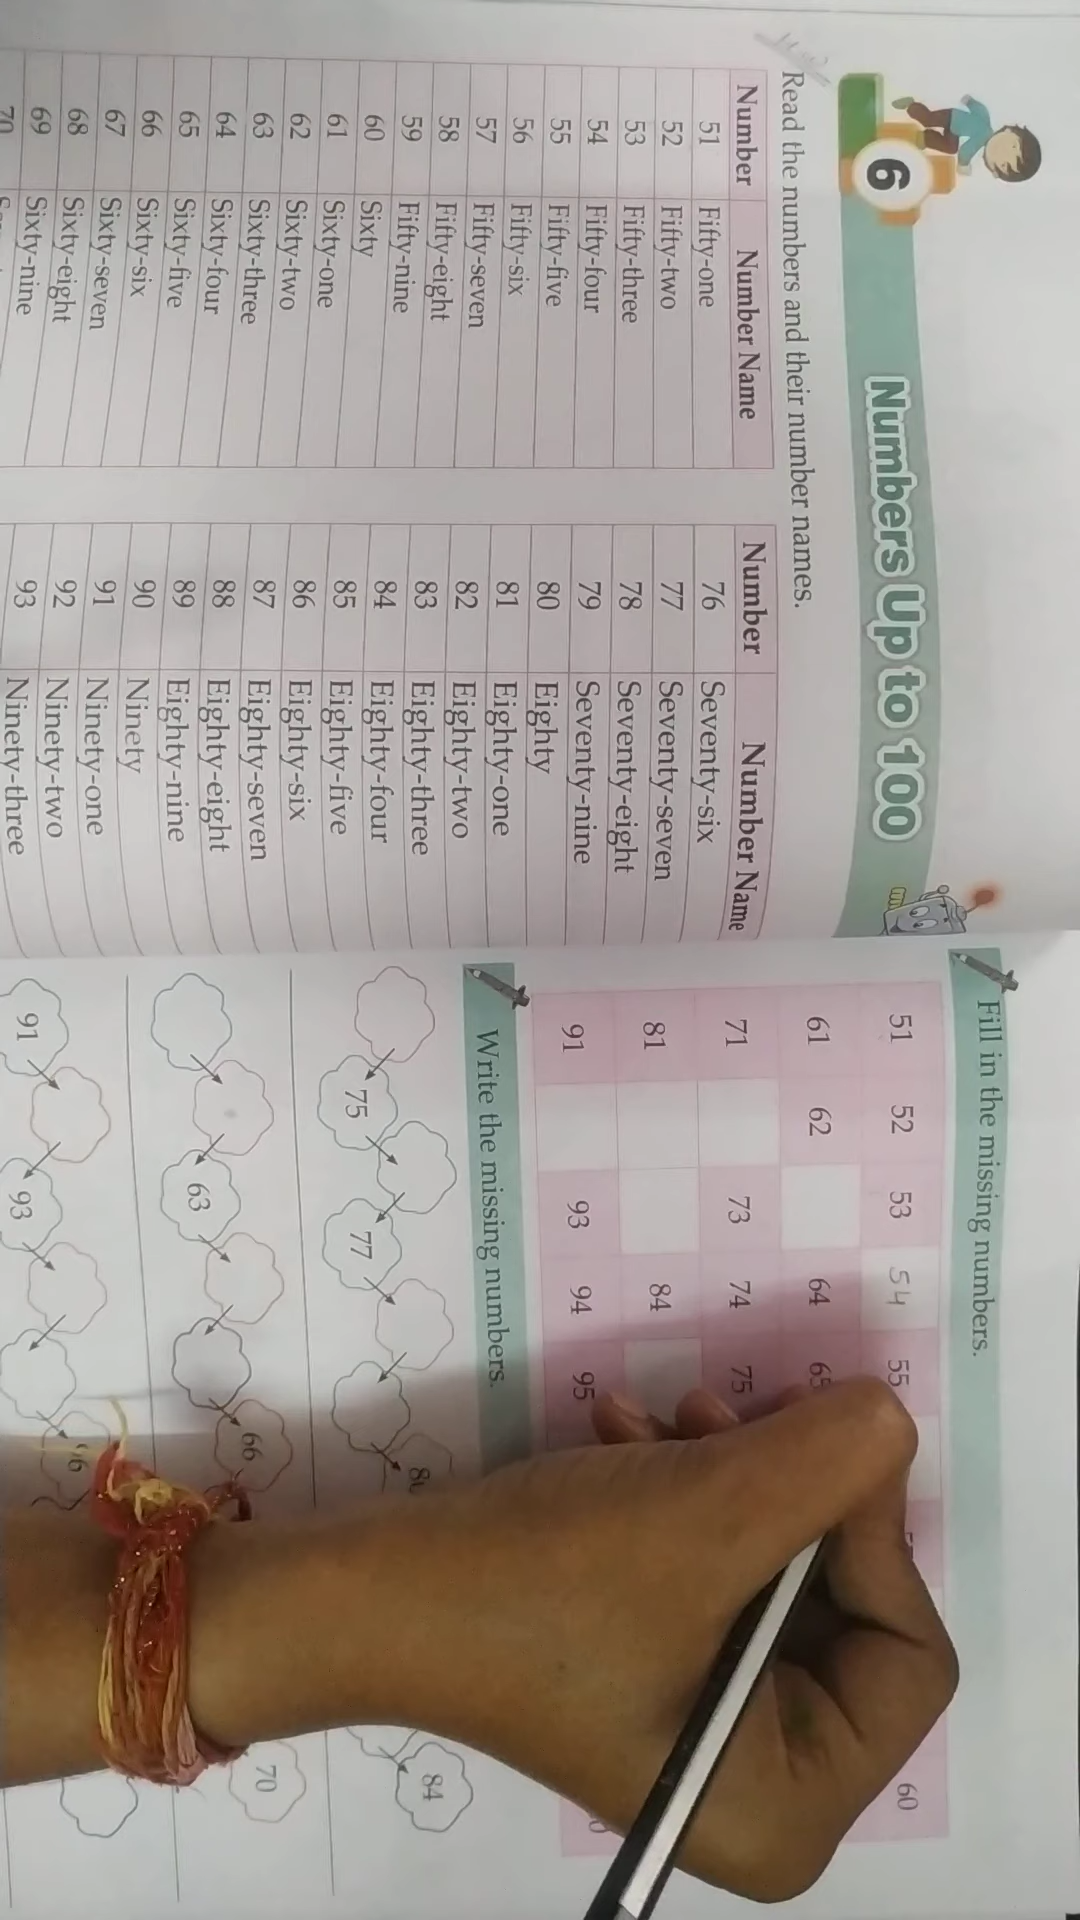 6
Numbers Up to 100
Read the numbers and their number names.
Number Number Name
51 Fifty-one
52 Fifty-two
53 Fifty-three
54 Fifty-four
55 Fifty-five
56 Fifty-six
57 Fifty-seven
58 Fifty-eight
59 Fifty-nine
60 Sixty
61 Sixty-one
62 Sixty-two
63 Sixty-three
64 Sixty-four
65 Sixty-five
66 Sixty-six
67 Sixty-seven
68 Sixty-eight
69 Sixty-nine
70
Number Number Name
76 Seventy-six
77 Seventy-seven
78 Seventy-eight
79 Seventy-nine
80 Eighty
81 Eighty-one
82 Eighty-two
83 Eighty-three
84 Eighty-four
85 Eighty-five
86 Eighty-six
87 Eighty-seven
88 Eighty-eight
89 Eighty-nine
90 Ninety
91 Ninety-one
92 Ninety-two
93 Ninety-three
Fill in the missing numbers.
51 52 53 54 55 60
61 62 64 65
71 73 74 75
81 84
91 93 94 95
Write the missing numbers.
75 77 84
63 66 70
91 93